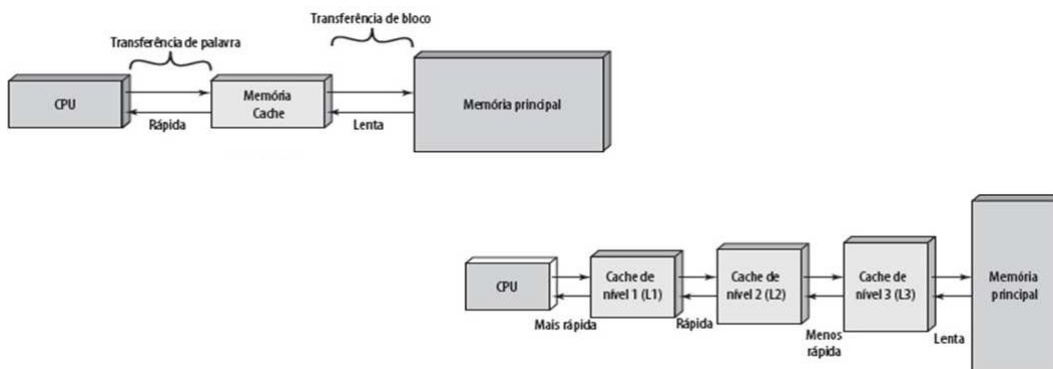 Transferência de bloco
Transferência de palavra
CPU
Memória
Cache
Memória principal
Rápida
Lenta
CPU
Cache de
nível 1 (L1)
Cache de
nível 2 (L2)
Cache de
nível 3 (L3)
Memória
principal
Mais rápida
Rápida
Menos
rápida
Lenta